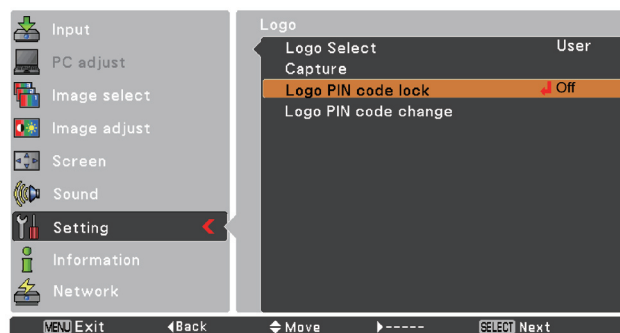 Input
PC adjust
Image select
Image adjust
Screen
Sound
Setting
Information
Network
Logo
Logo Select User
Capture
Logo PIN code lock Off
Logo PIN code change
MENU Exit Back Move ----- SELECT Next